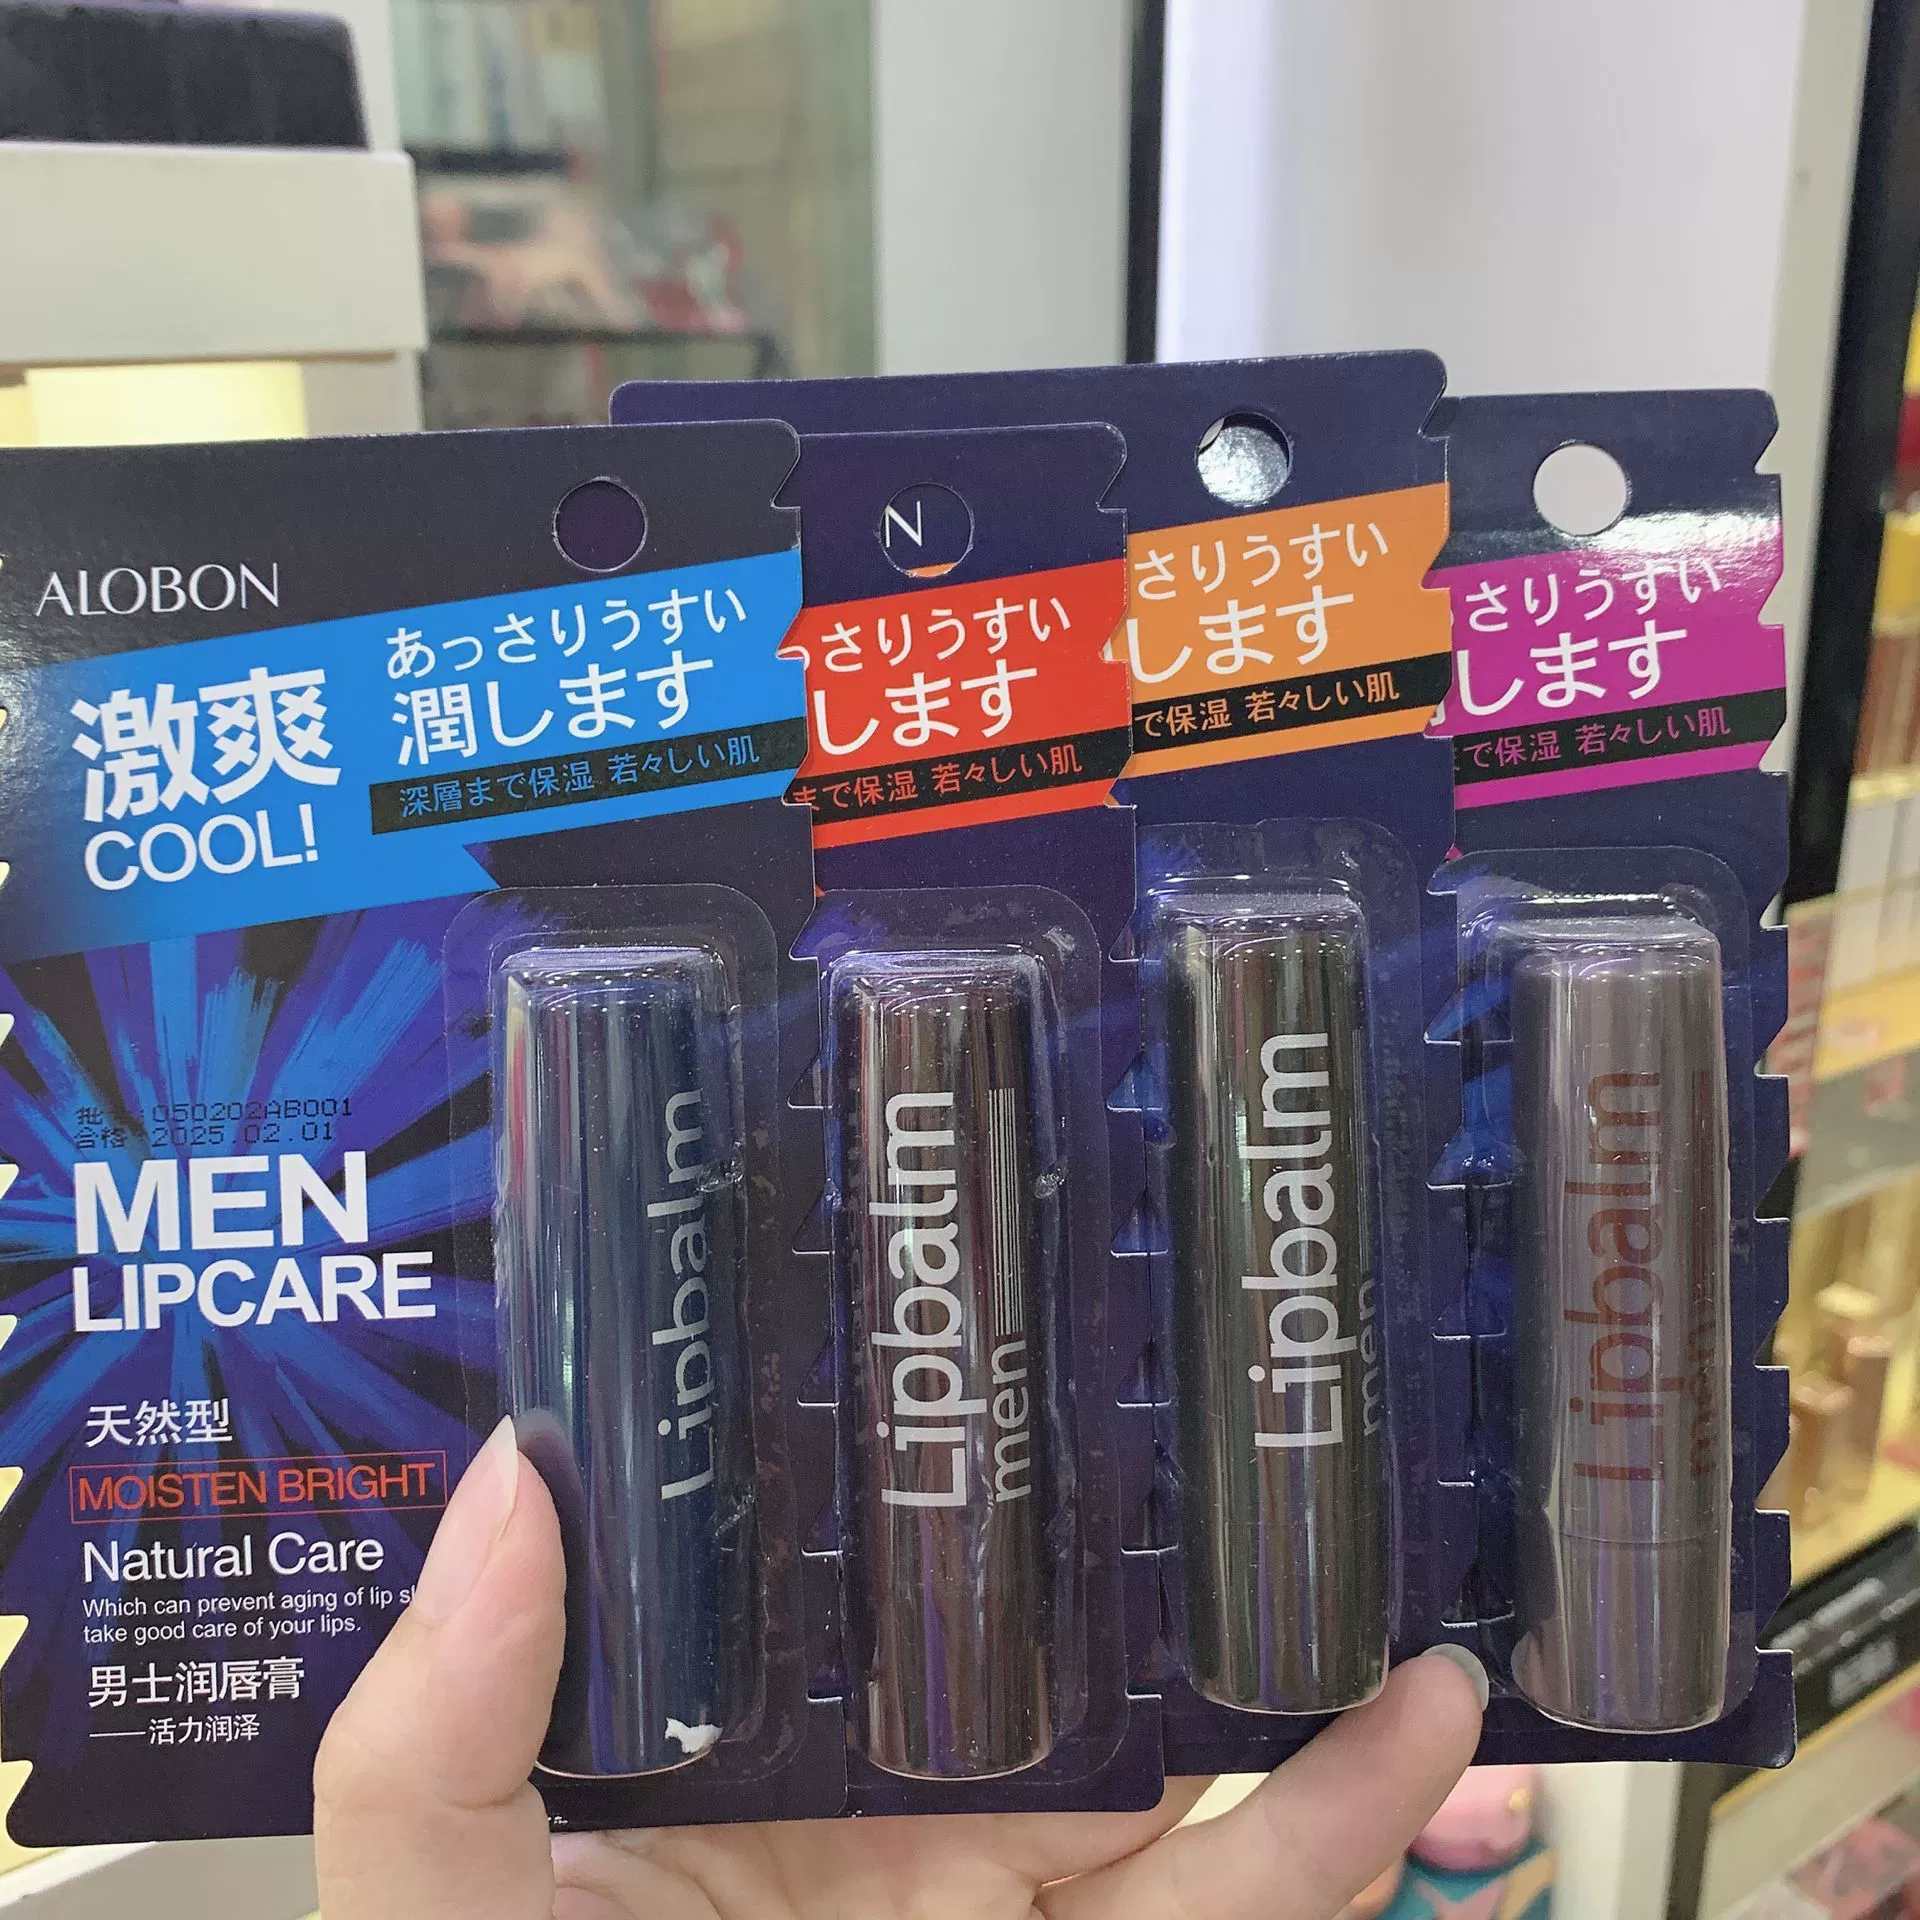 ALOBON
激爽
COOL!
あっさりうすい
潤します
深層まで保湿 若々しい肌
050202AB001
2025.02.01
MEN
LIPCARE
天然型
MOISTEN BRIGHT
Natural Care
Which can prevent aging of lip
take good care of your lips.
男士润唇膏
——活力润泽
Lipbalm
N
っさりうすい
します
まで保湿 若々しい肌
Lipbalm
men
さりうすい
します
で保湿 若々しい肌
Lipbalm
men
さりうすい
します
で保湿 若々しい肌
Lipbalm
men